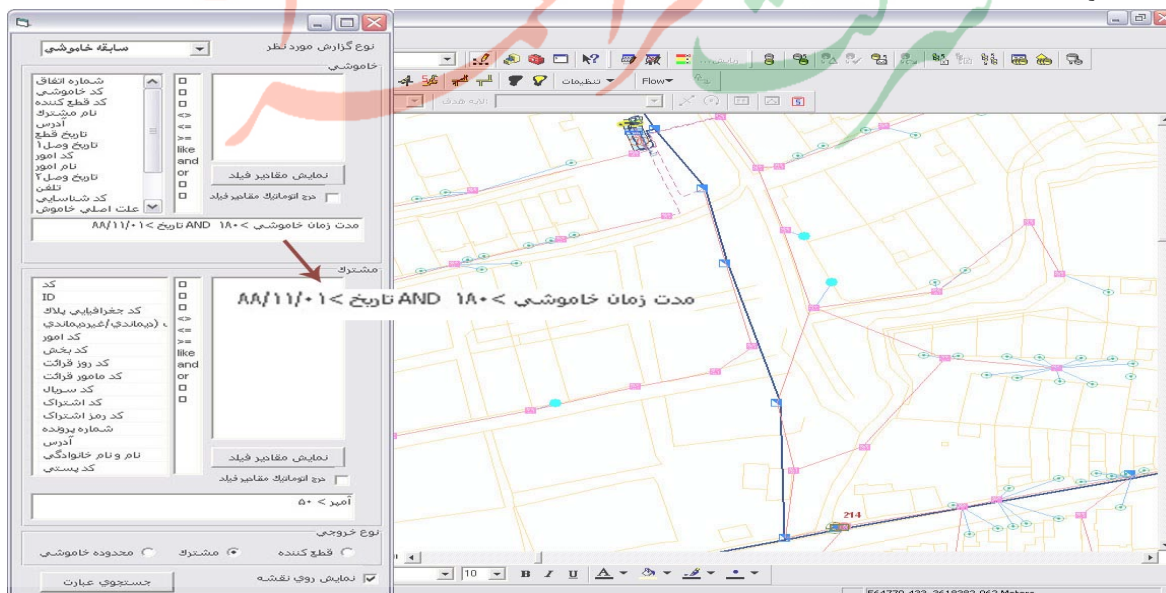 نوع گزارش مورد نظر
سابقه خاموشی
خاموشی
شماره اتفاق
کد خاموشی
کد قطع کننده
نام مشترک
آدرس
تاریخ قطع
تاریخ وصل۱
کد امور
نام امور
تاریخ وصل۲
تلفن
کد شناسایی
علت اصلی خاموش
<>
<=
>=
like
and
or
نمایش مقادیر فیلد
درج اتوماتیک مقادیر فیلد
مدت زمان خاموشی >۱۸۰ AND تاریخ >۸۸/۱۱/۰۱
مشترک
مدت زمان خاموشی >۱۸۰ AND تاریخ >۸۸/۱۱/۰۱
کد
ID
کد جغرافیایی پلاک
(دیماندی/غیردیماندی)
کد امور
کد بخش
کد روز قرائت
کد مامور قرائت
کد سریال
کد اشتراک
کد رمز اشتراک
شماره پرونده
آدرس
نام و نام خانوادگی
کد پستی
<>
<=
>=
like
and
or
نمایش مقادیر فیلد
درج اتوماتیک مقادیر فیلد
آمپر > ۵۰
نوع خروجی
قطع کننده
مشترک
محدوده خاموشی
نمایش روی نقشه
جستجوی عبارت
تنظیمات
Flow
لایه هدف
214
10
B I U A